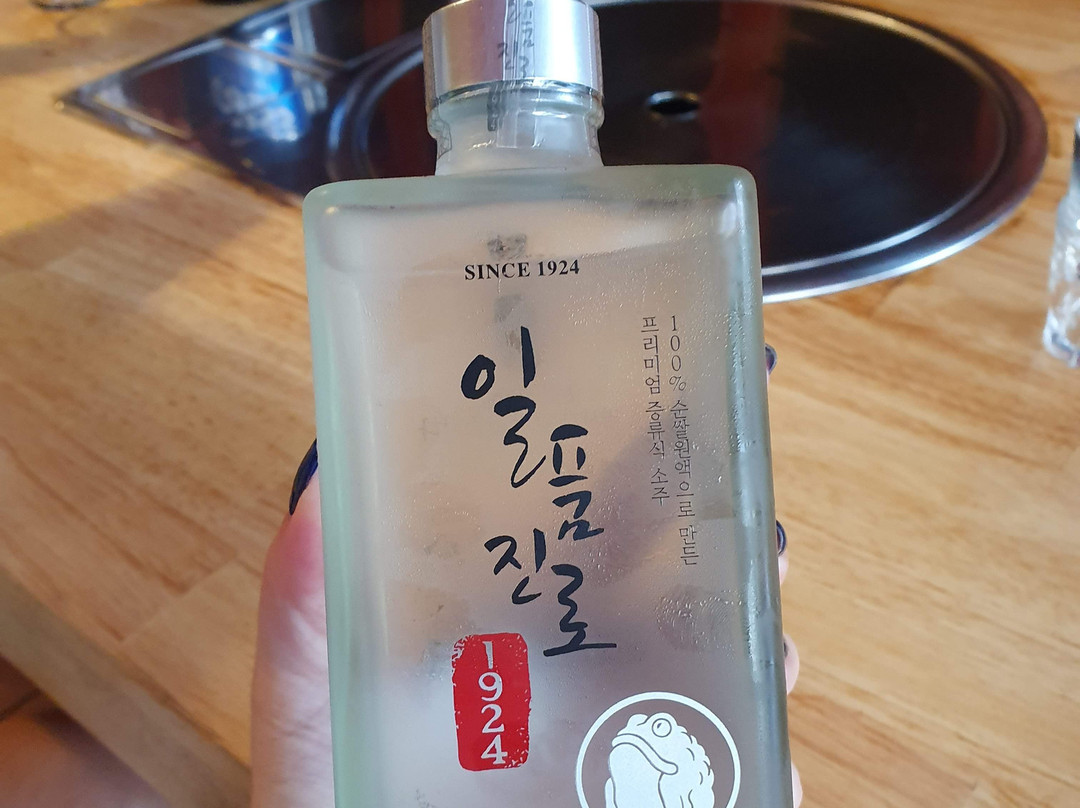 SINCE 1924
일품
진로
1924
100% 순쌀원액으로 만든
프리미엄 증류식 소주